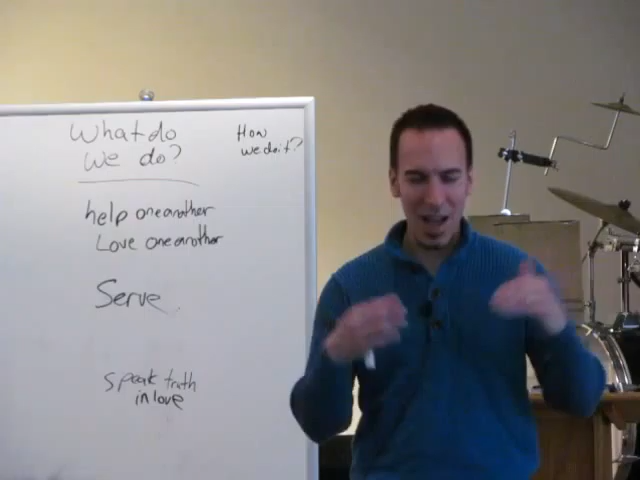 What do
we do?
How
we do it?
help one another
Love one another
Serve
speak truth
in love